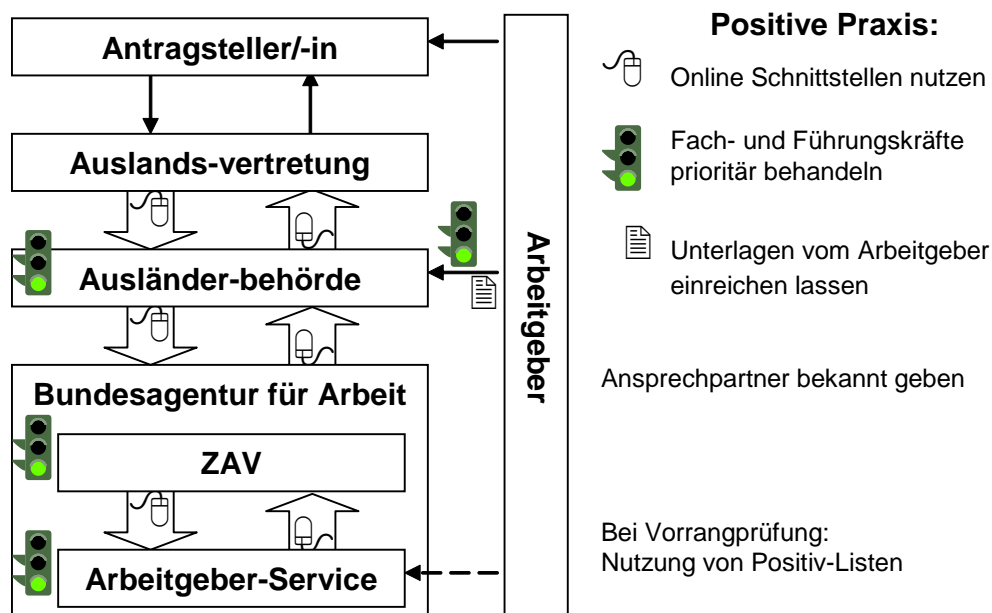 Antragsteller/-in
Auslands-vertretung
Ausländer-behörde
Bundesagentur für Arbeit
ZAV
Arbeitgeber-Service
Arbeitgeber
Positive Praxis:
Online Schnittstellen nutzen
Fach- und Führungskräfte
prioritär behandeln
Unterlagen vom Arbeitgeber
einreichen lassen
Ansprechpartner bekannt geben
Bei Vorrangprüfung:
Nutzung von Positiv-Listen